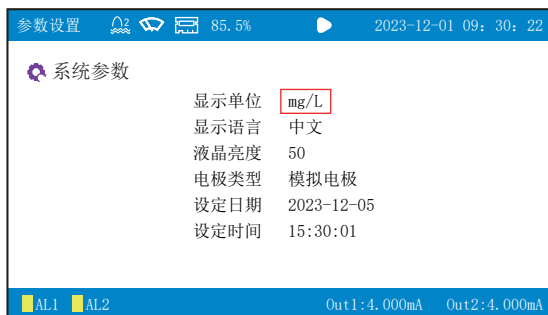 参数设置 2 85.5% 2023-12-01 09：30：22
系统参数
显示单位 mg/L
显示语言 中文
液晶亮度 50
电极类型 模拟电极
设定日期 2023-12-05
设定时间 15:30:01
AL1 AL2 Out1:4.000mA Out2:4.000mA